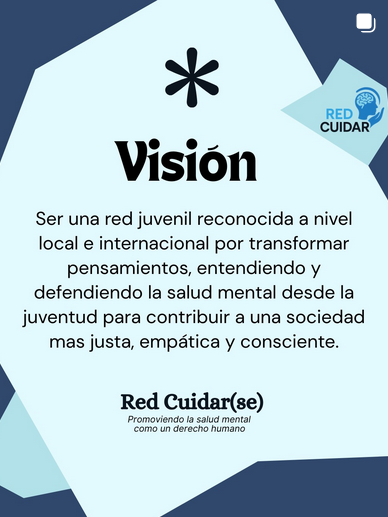 RED
CUIDAR
Visión
Ser una red juvenil reconocida a nivel
local e internacional por transformar
pensamientos, entendiendo y
defendiendo la salud mental desde la
juventud para contribuir a una sociedad
mas justa, empática y consciente.
Red Cuidar(se)
Promoviendo la salud mental
como un derecho humano